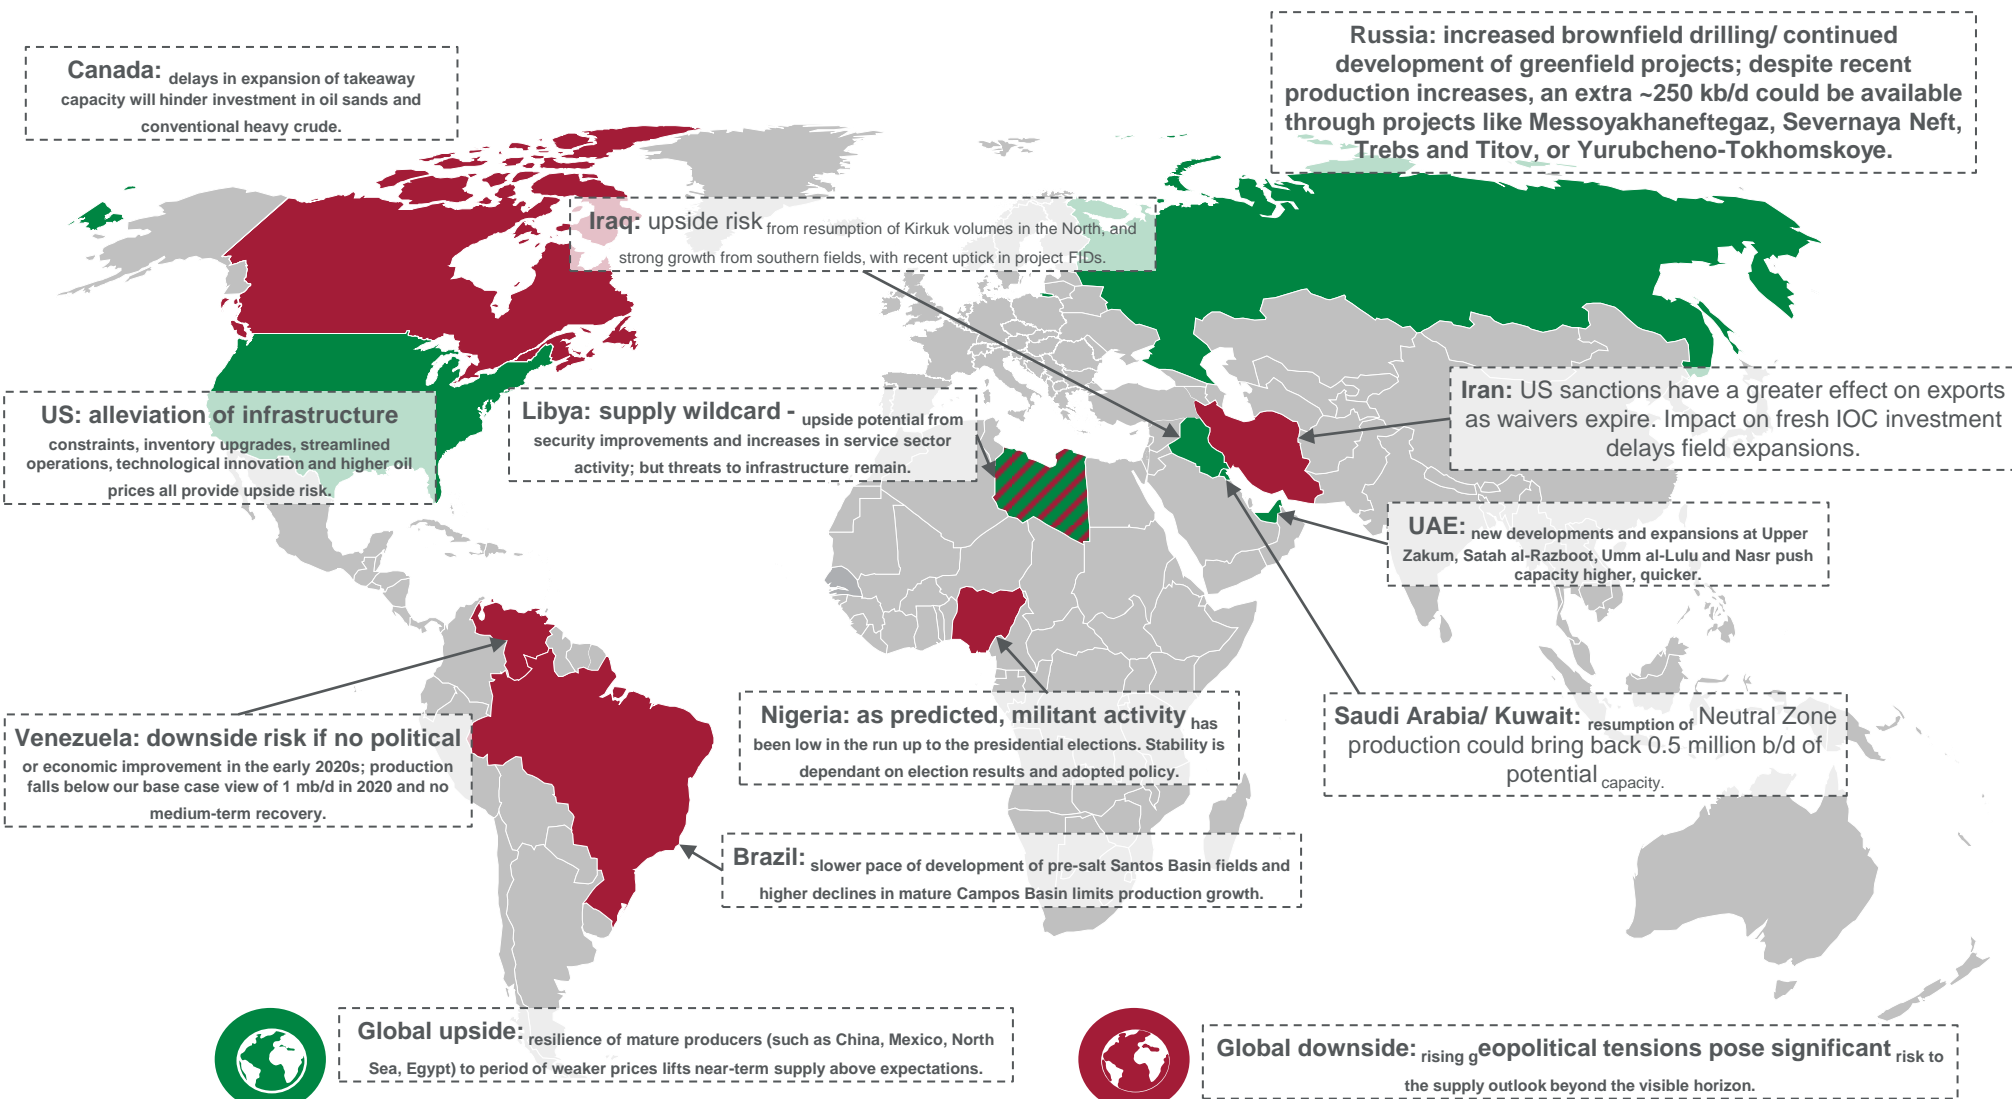 Canada: delays in expansion of takeaway
capacity will hinder investment in oil sands and
conventional heavy crude.
Russia: increased brownfield drilling/ continued
development of greenfield projects; despite recent
production increases, an extra ~250 kb/d could be available
through projects like Messoyakhaneftegaz, Severnaya Neft,
Trebs and Titov, or Yurubcheno-Tokhomskoye.
Iraq: upside risk from resumption of Kirkuk volumes in the North, and
strong growth from southern fields, with recent uptick in project FIDs.
US: alleviation of infrastructure
constraints, inventory upgrades, streamlined
operations, technological innovation and higher oil
prices all provide upside risk.
Libya: supply wildcard - upside potential from
security improvements and increases in service sector
activity; but threats to infrastructure remain.
Iran: US sanctions have a greater effect on exports
as waivers expire. Impact on fresh IOC investment
delays field expansions.
UAE: new developments and expansions at Upper
Zakum, Satah al-Razboot, Umm al-Lulu and Nasr push
capacity higher, quicker.
Venezuela: downside risk if no political
or economic improvement in the early 2020s; production
falls below our base case view of 1 mb/d in 2020 and no
medium-term recovery.
Nigeria: as predicted, militant activity has
been low in the run up to the presidential elections. Stability is
dependant on election results and adopted policy.
Saudi Arabia/ Kuwait: resumption of Neutral Zone
production could bring back 0.5 million b/d of
potential capacity.
Brazil: slower pace of development of pre-salt Santos Basin fields and
higher declines in mature Campos Basin limits production growth.
Global upside: resilience of mature producers (such as China, Mexico, North
Sea, Egypt) to period of weaker prices lifts near-term supply above expectations.
Global downside: rising geopolitical tensions pose significant risk to
the supply outlook beyond the visible horizon.